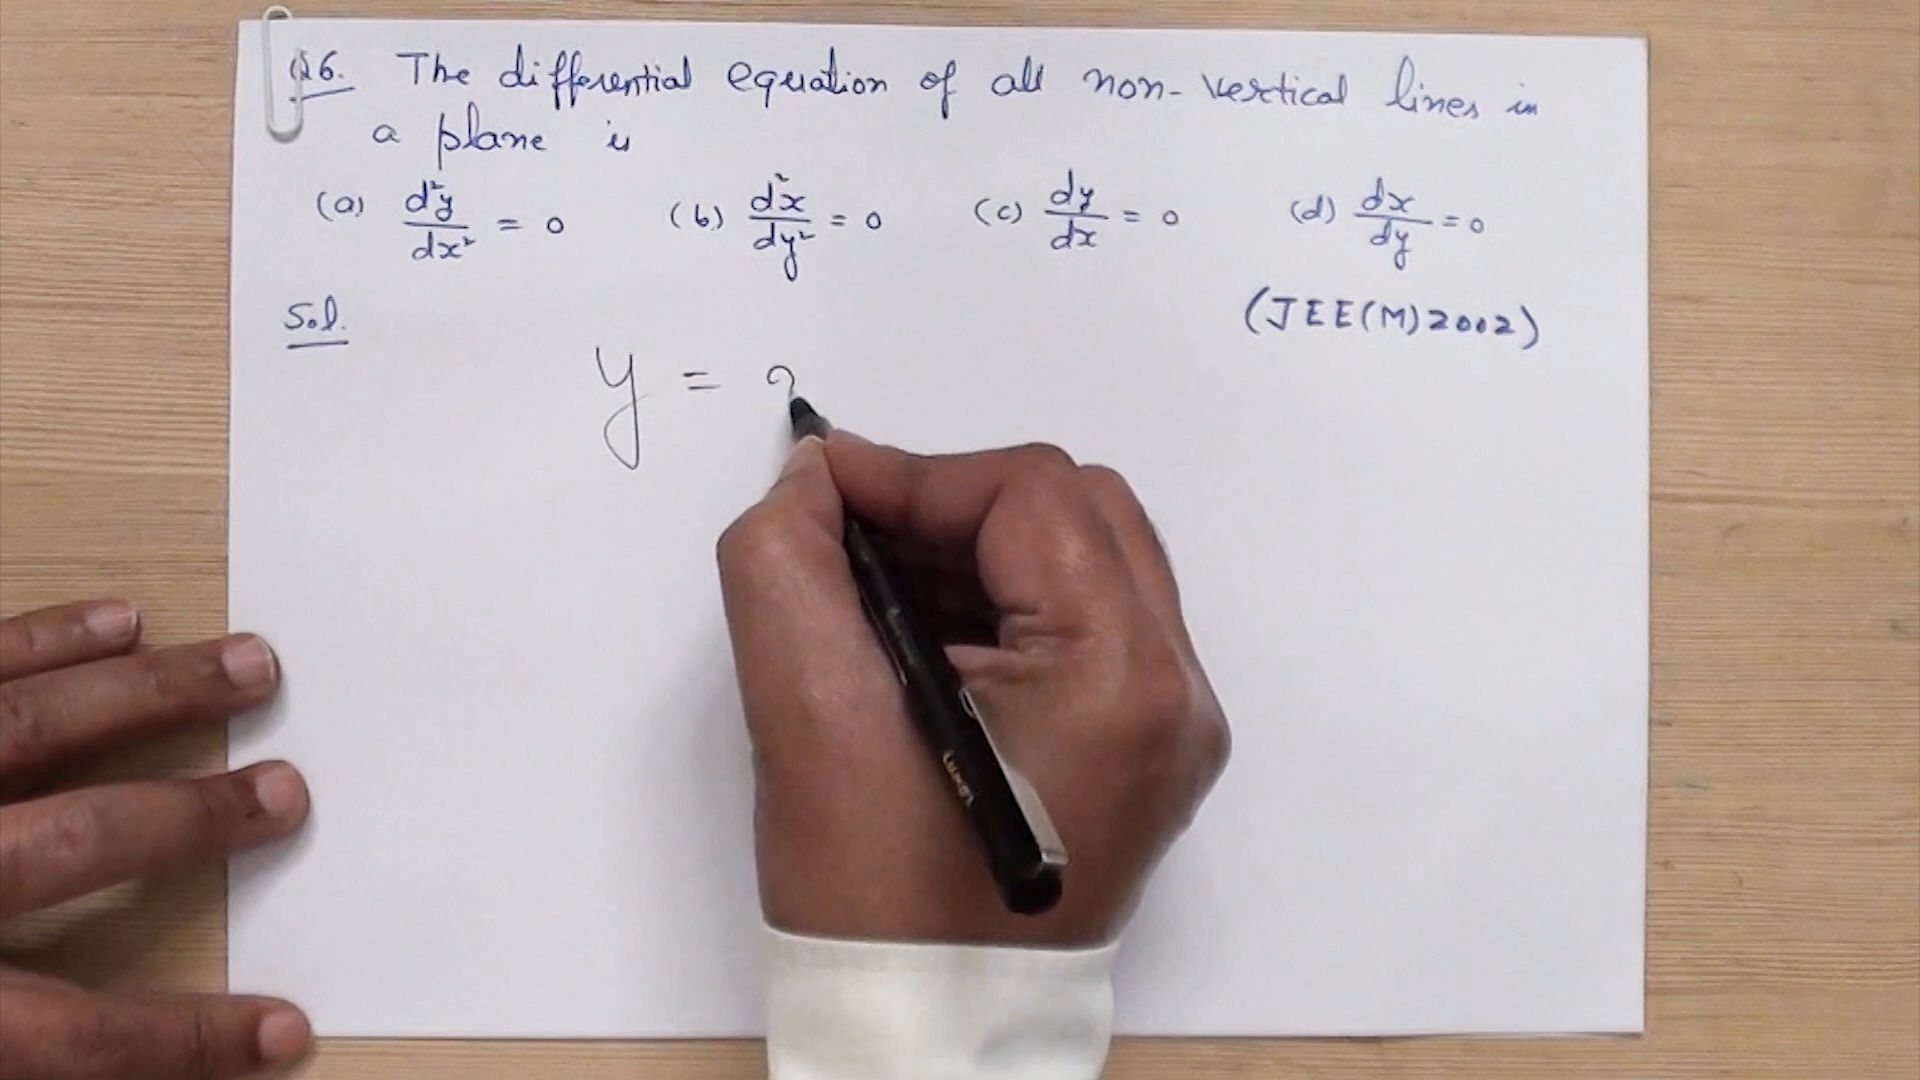 Q6. The differential equation of all non-vertical lines in
a plane is
(a) d²y/dx² = 0 (b) d²x/dy² = 0 (c) dy/dx = 0 (d) dx/dy = 0
(JEE(M)2002)
Sol.
y =